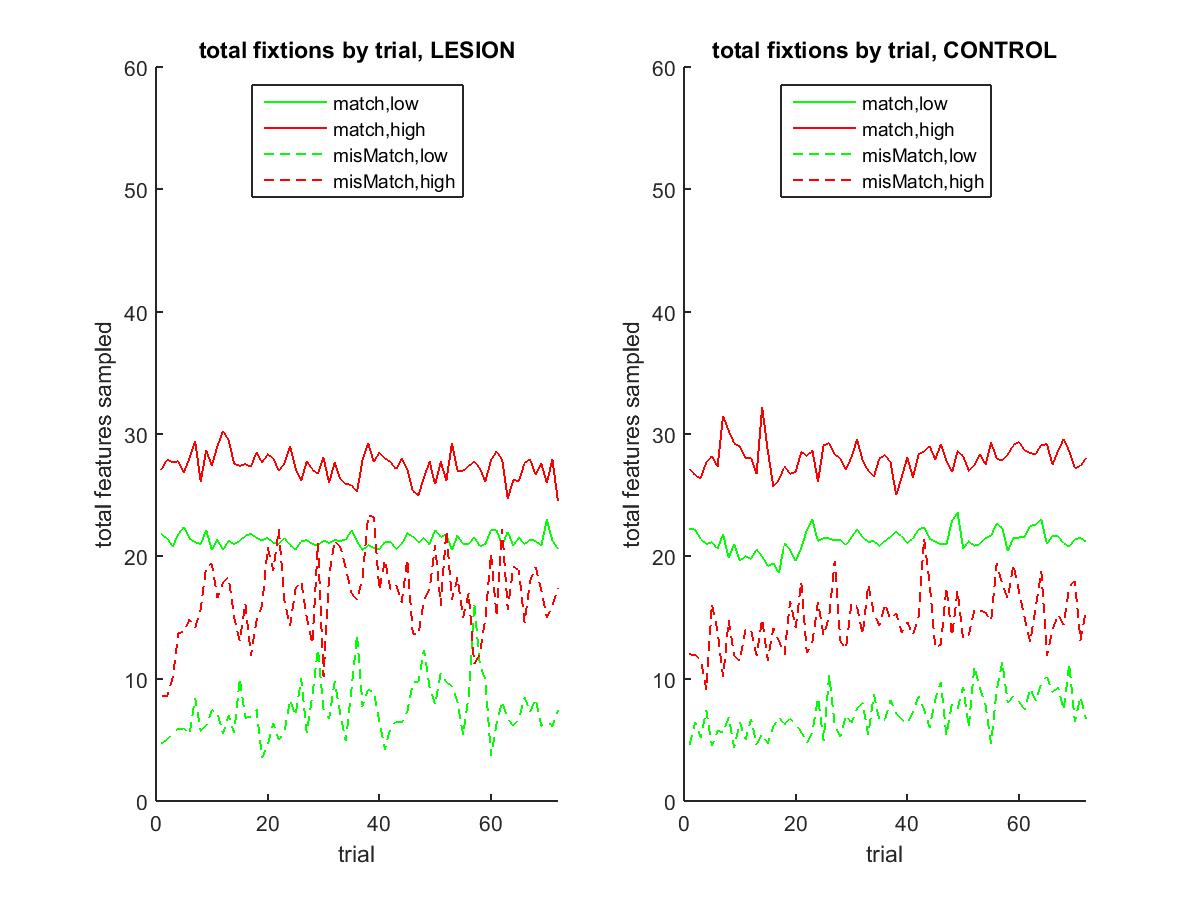 total fixtions by trial, LESION
60
50
40
30
20
10
0
total features sampled
match,low
match,high
misMatch,low
misMatch,high
0 20 40 60
trial
total fixtions by trial, CONTROL
60
50
40
30
20
10
0
total features sampled
match,low
match,high
misMatch,low
misMatch,high
0 20 40 60
trial